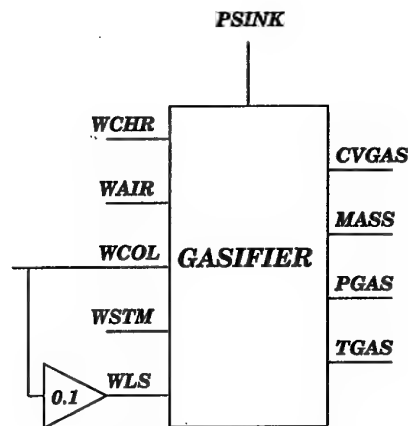 PSINK
WCHR
CVGAS
WAIR
MASS
WCOL
GASIFIER
PGAS
WSTM
TGAS
0.1
WLS